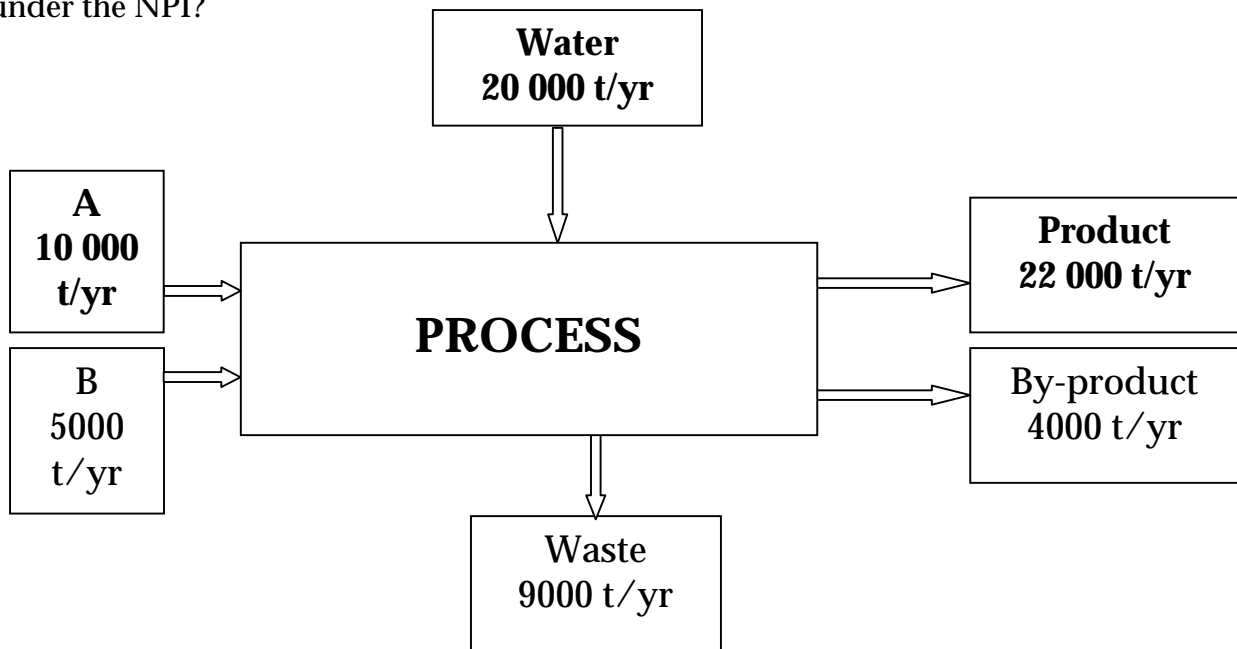 under the NPI?
Water
20 000 t/yr
A
10 000
t/yr
B
5000
t/yr
PROCESS
Product
22 000 t/yr
By-product
4000 t/yr
Waste
9000 t/yr